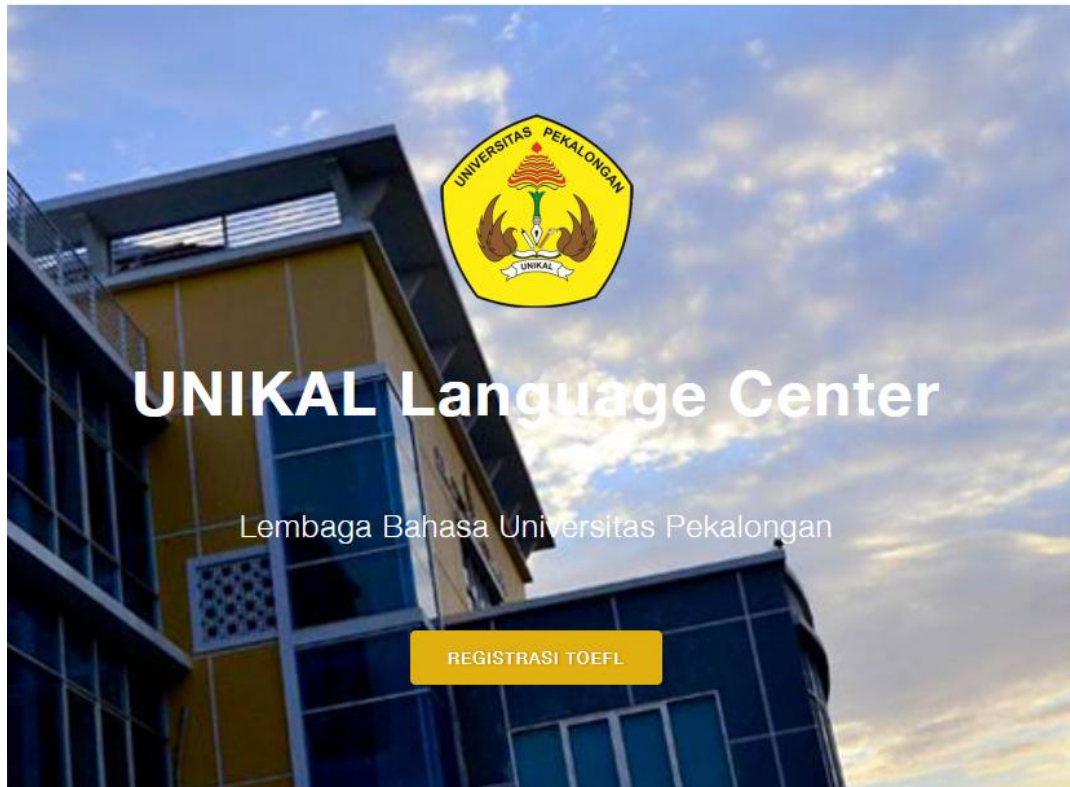 UNIVERSITAS PEKALONGAN
UNIKAL
UNIKAL Language Center
Lembaga Bahasa Universitas Pekalongan
REGISTRASI TOEFL